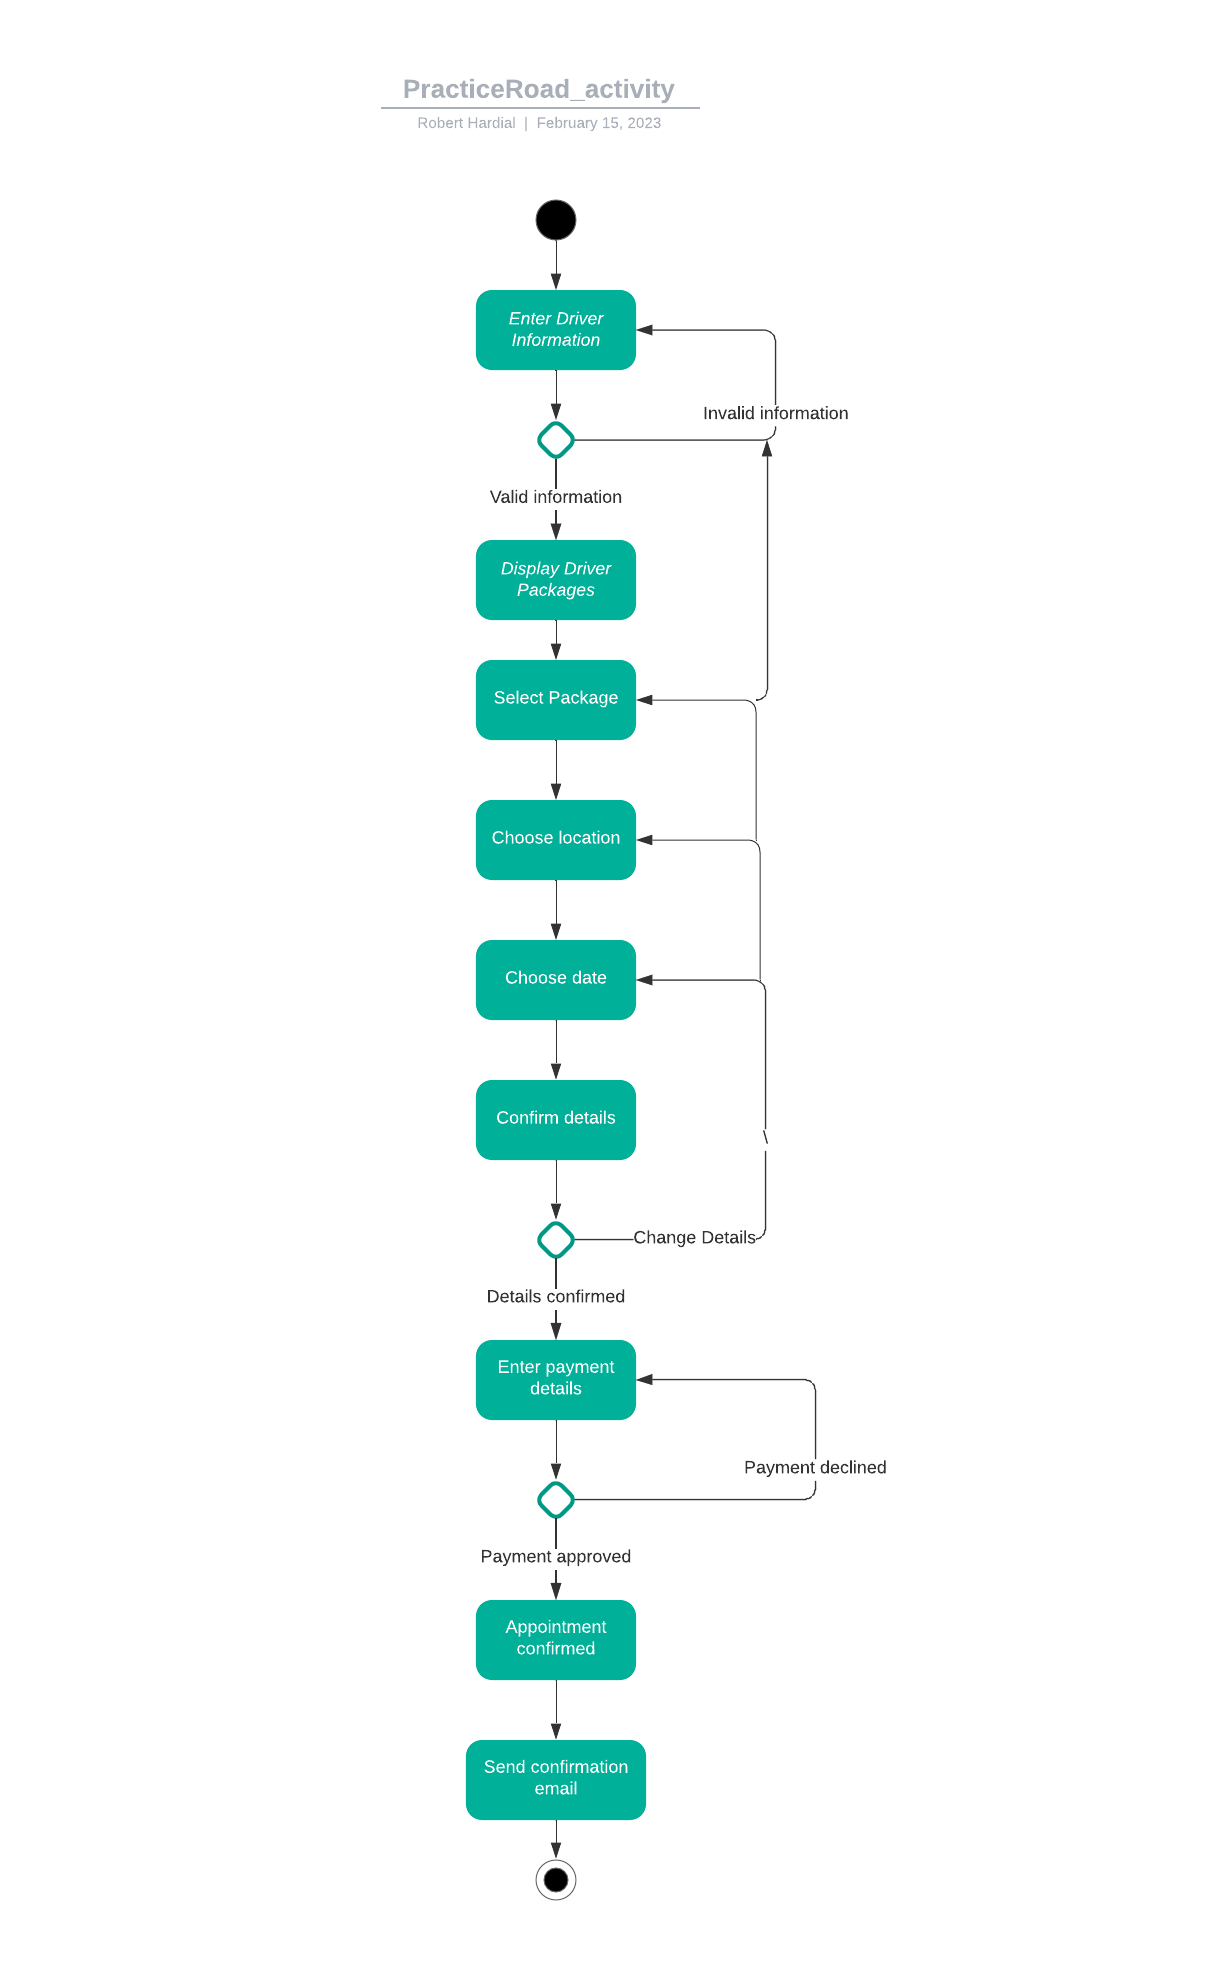 PracticeRoad_activity
Robert Hardial | February 15, 2023
Enter Driver
Information
Invalid information
Valid information
Display Driver
Packages
Select Package
Choose location
Choose date
Confirm details
Change Details
Details confirmed
Enter payment
details
Payment declined
Payment approved
Appointment
confirmed
Send confirmation
email